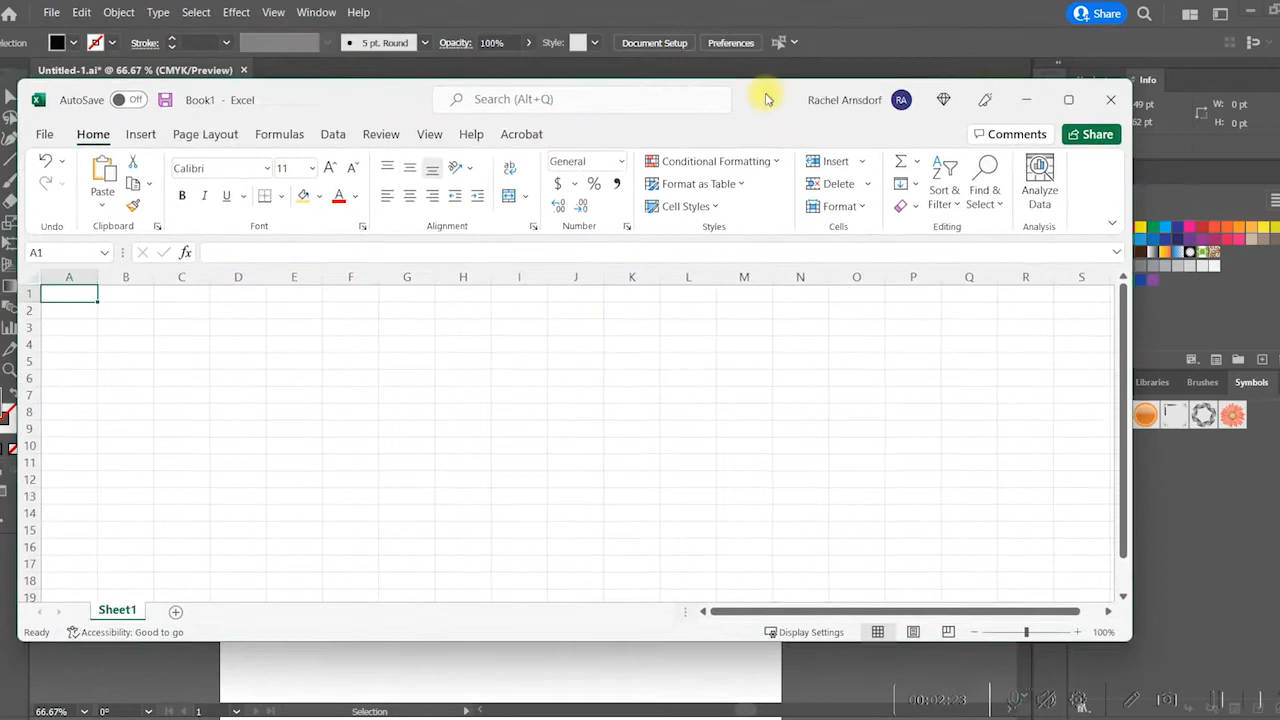 File Edit Object Type Select Effect View Window Help Share
Selection Stroke: 5 pt. Round Opacity: 100% Style: Document Setup Preferences
Untitled-1.ai* @ 66.67 % (CMYK/Preview) Info
AutoSave Off Book1 - Excel Search (Alt+Q) Rachel Arnsdorf RA
W:
H:
File Home Insert Page Layout Formulas Data Review View Help Acrobat Comments Share
Calibri 11 General Conditional Formatting Insert
Paste Format as Table Delete Sort & Filter Find & Select Analyze Data
B I U $ % Cell Styles Format
Undo Clipboard Font Alignment Number Styles Cells Editing Analysis
A1 fx
A B C D E F G H I J K L M N O P Q R S
1
2
3
4
5
6
7
8
9
10
11
12
13
14
15
16
17
18
19
Libraries Brushes Symbols
Sheet1
Ready Accessibility: Good to go Display Settings 100%
00:02:23
66.67% 0° 1 Selection